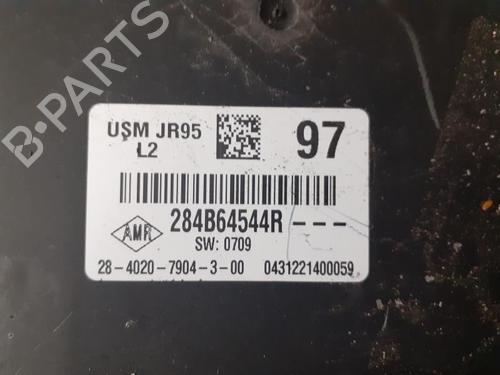 B-PARTS
USM JR95
L2
97
284B64544R---
AMR
SW: 0709
28-4020-7904-3-00 0431221400059